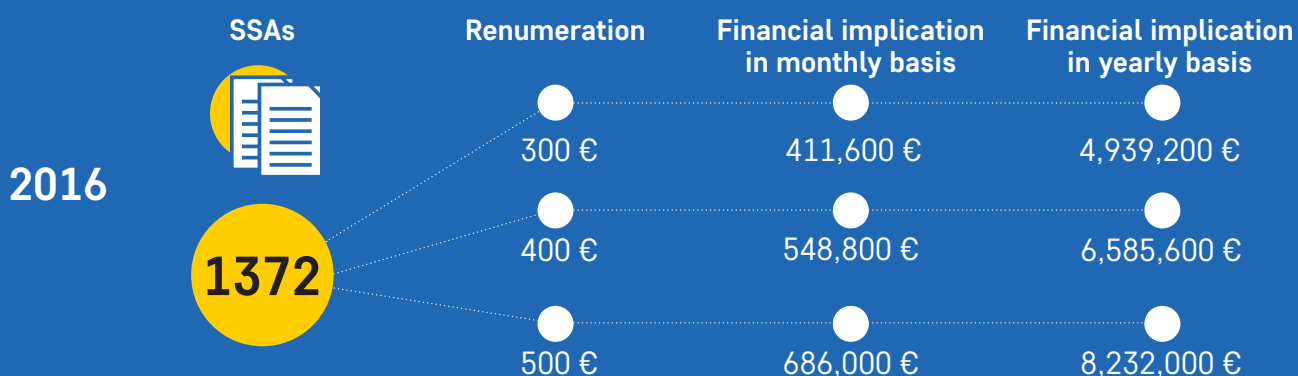 SSAs
Renumeration
Financial implication
in monthly basis
Financial implication
in yearly basis
2016
1372
300 €
411,600 €
4,939,200 €
400 €
548,800 €
6,585,600 €
500 €
686,000 €
8,232,000 €